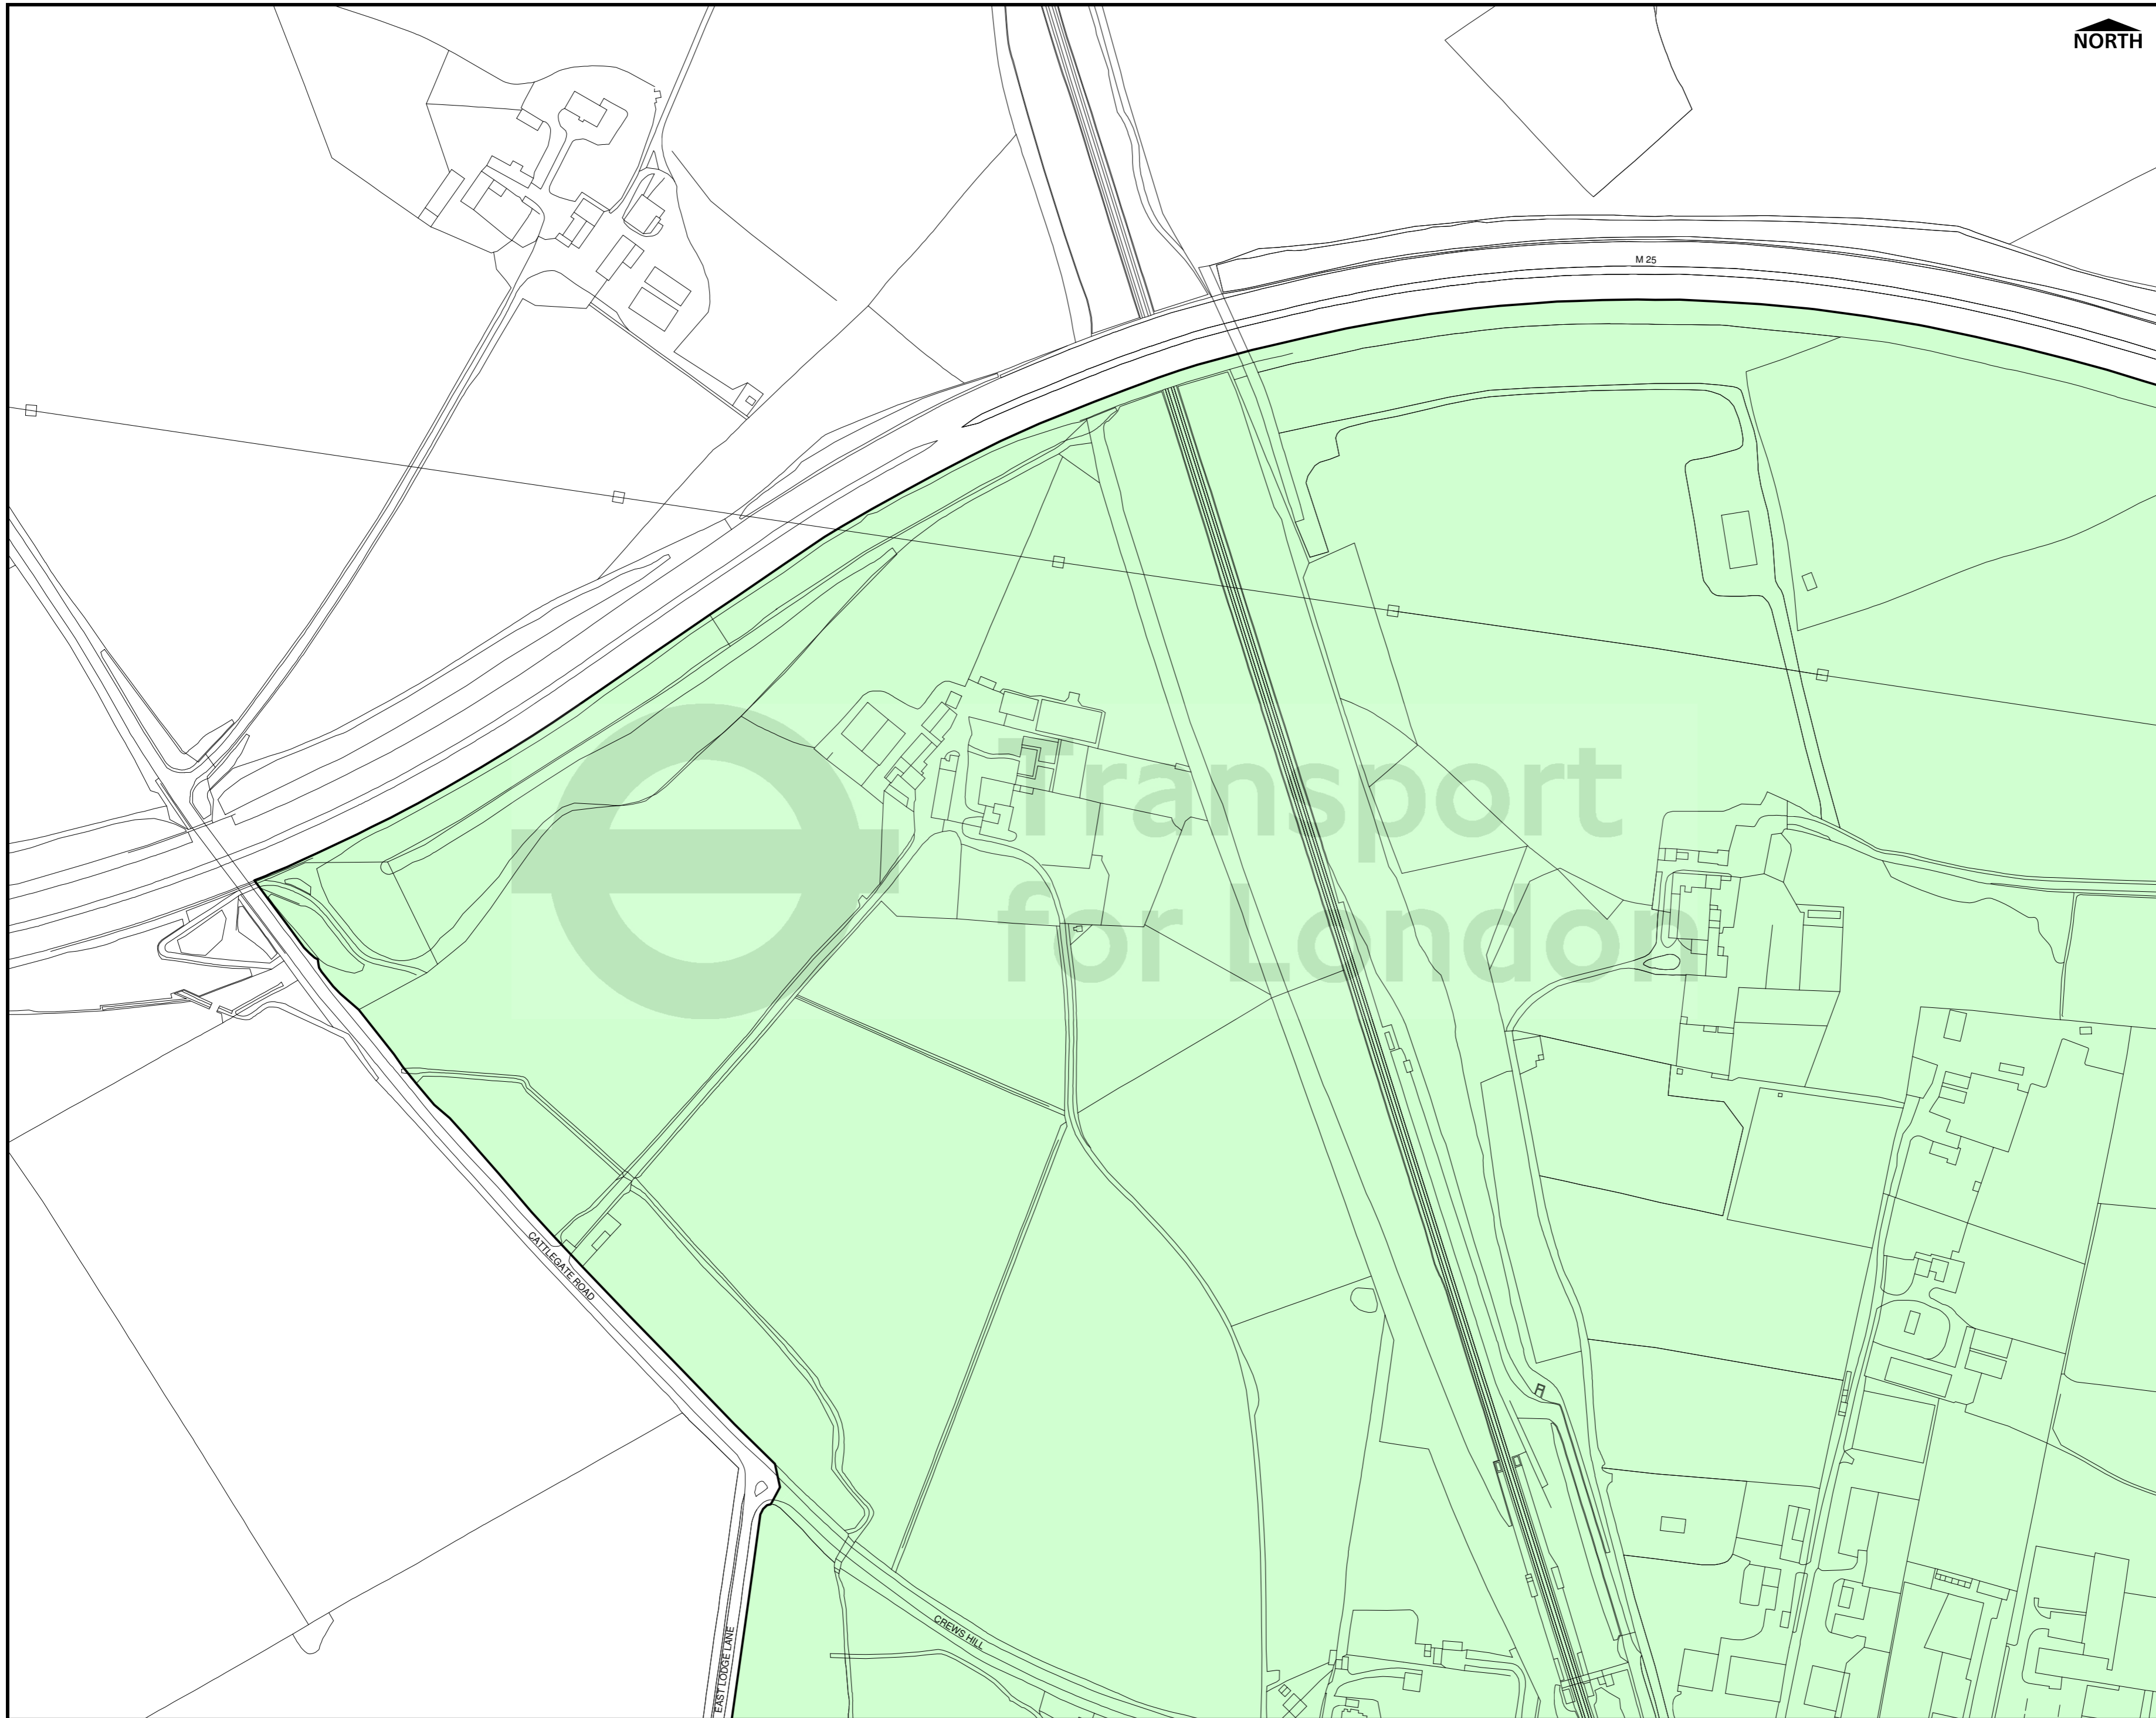 NORTH
M 25
Transport
for London
CATTLEGATE ROAD
CREWS HILL
EAST LODGE LANE